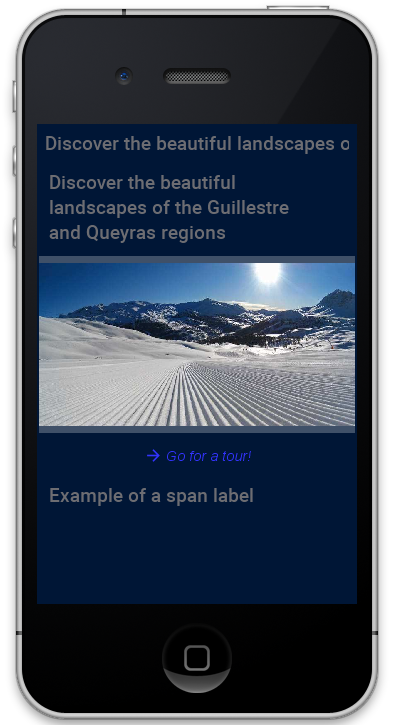 Discover the beautiful landscapes o
Discover the beautiful
landscapes of the Guillestre
and Queyras regions
→ Go for a tour!
Example of a span label